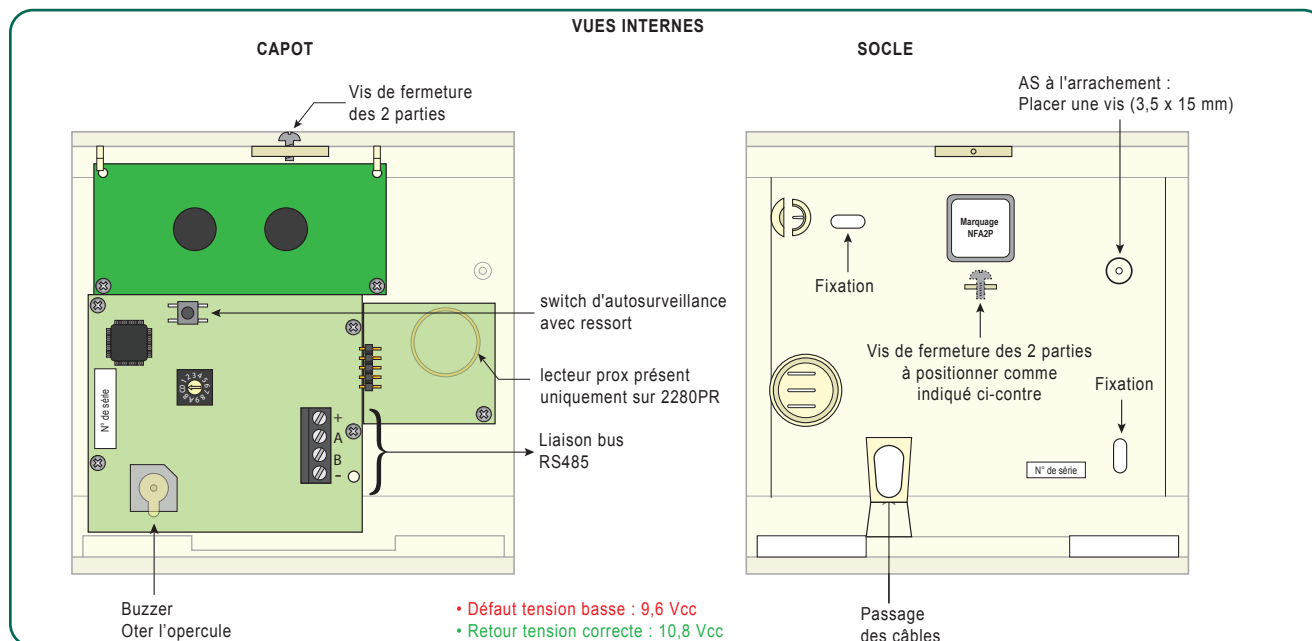 VUES INTERNES
CAPOT
SOCLE
Vis de fermeture
des 2 parties
AS à l'arrachement :
Placer une vis (3,5 x 15 mm)
Marquage
NFA2P
Fixation
switch d'autosurveillance
avec ressort
lecteur prox présent
uniquement sur 2280PR
Vis de fermeture des 2 parties
à positionner comme
indiqué ci-contre
Fixation
N° de série
+
A
B
-
Liaison bus
RS485
N° de série
Buzzer
Oter l’opercule
• Défaut tension basse : 9,6 Vcc
• Retour tension correcte : 10,8 Vcc
Passage
des câbles